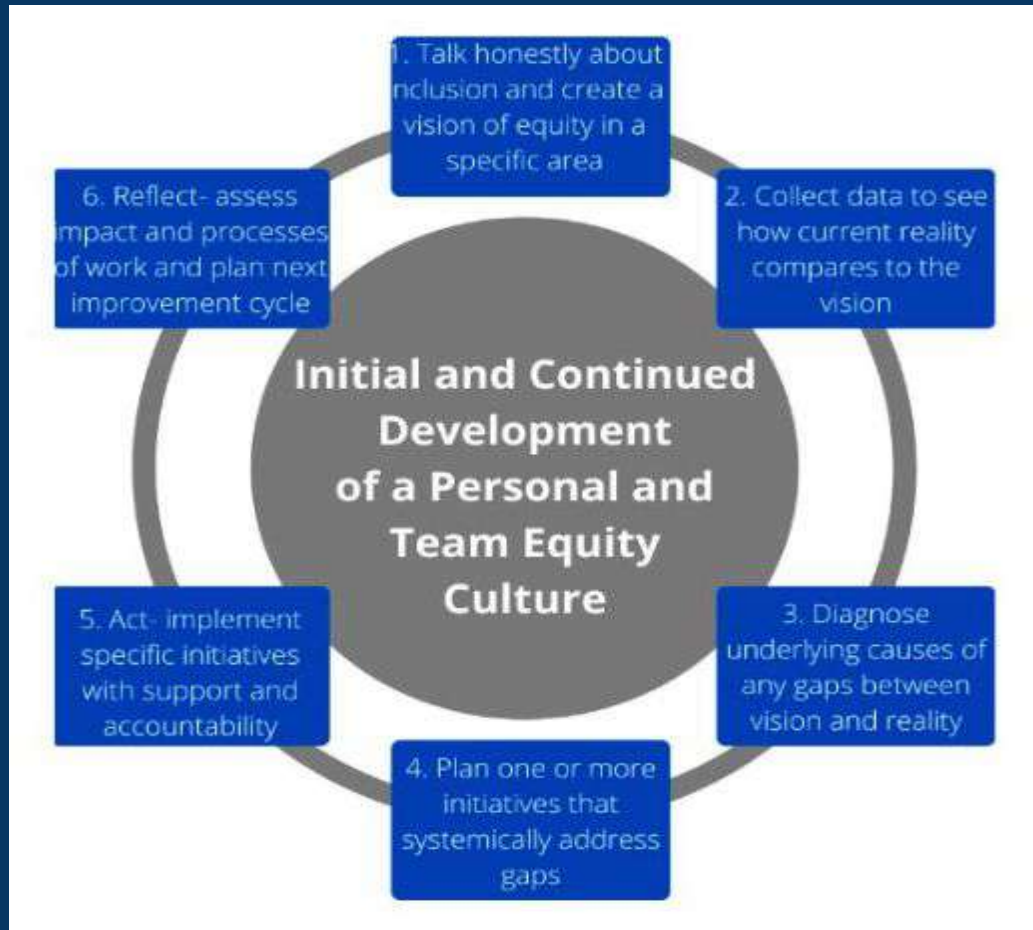 1. Talk honestly about
nclusion and create a
vision of equity in a
specific area
2. Collect data to see
how current reality
compares to the
vision
3. Diagnose
underlying causes of
any gaps between
vision and reality
4. Plan one or more
initiatives that
systemically address
gaps
5. Act- implement
specific initiatives
with support and
accountability
6. Reflect- assess
impact and processes
of work and plan next
improvement cycle
Initial and Continued
Development
of a Personal and
Team Equity
Culture